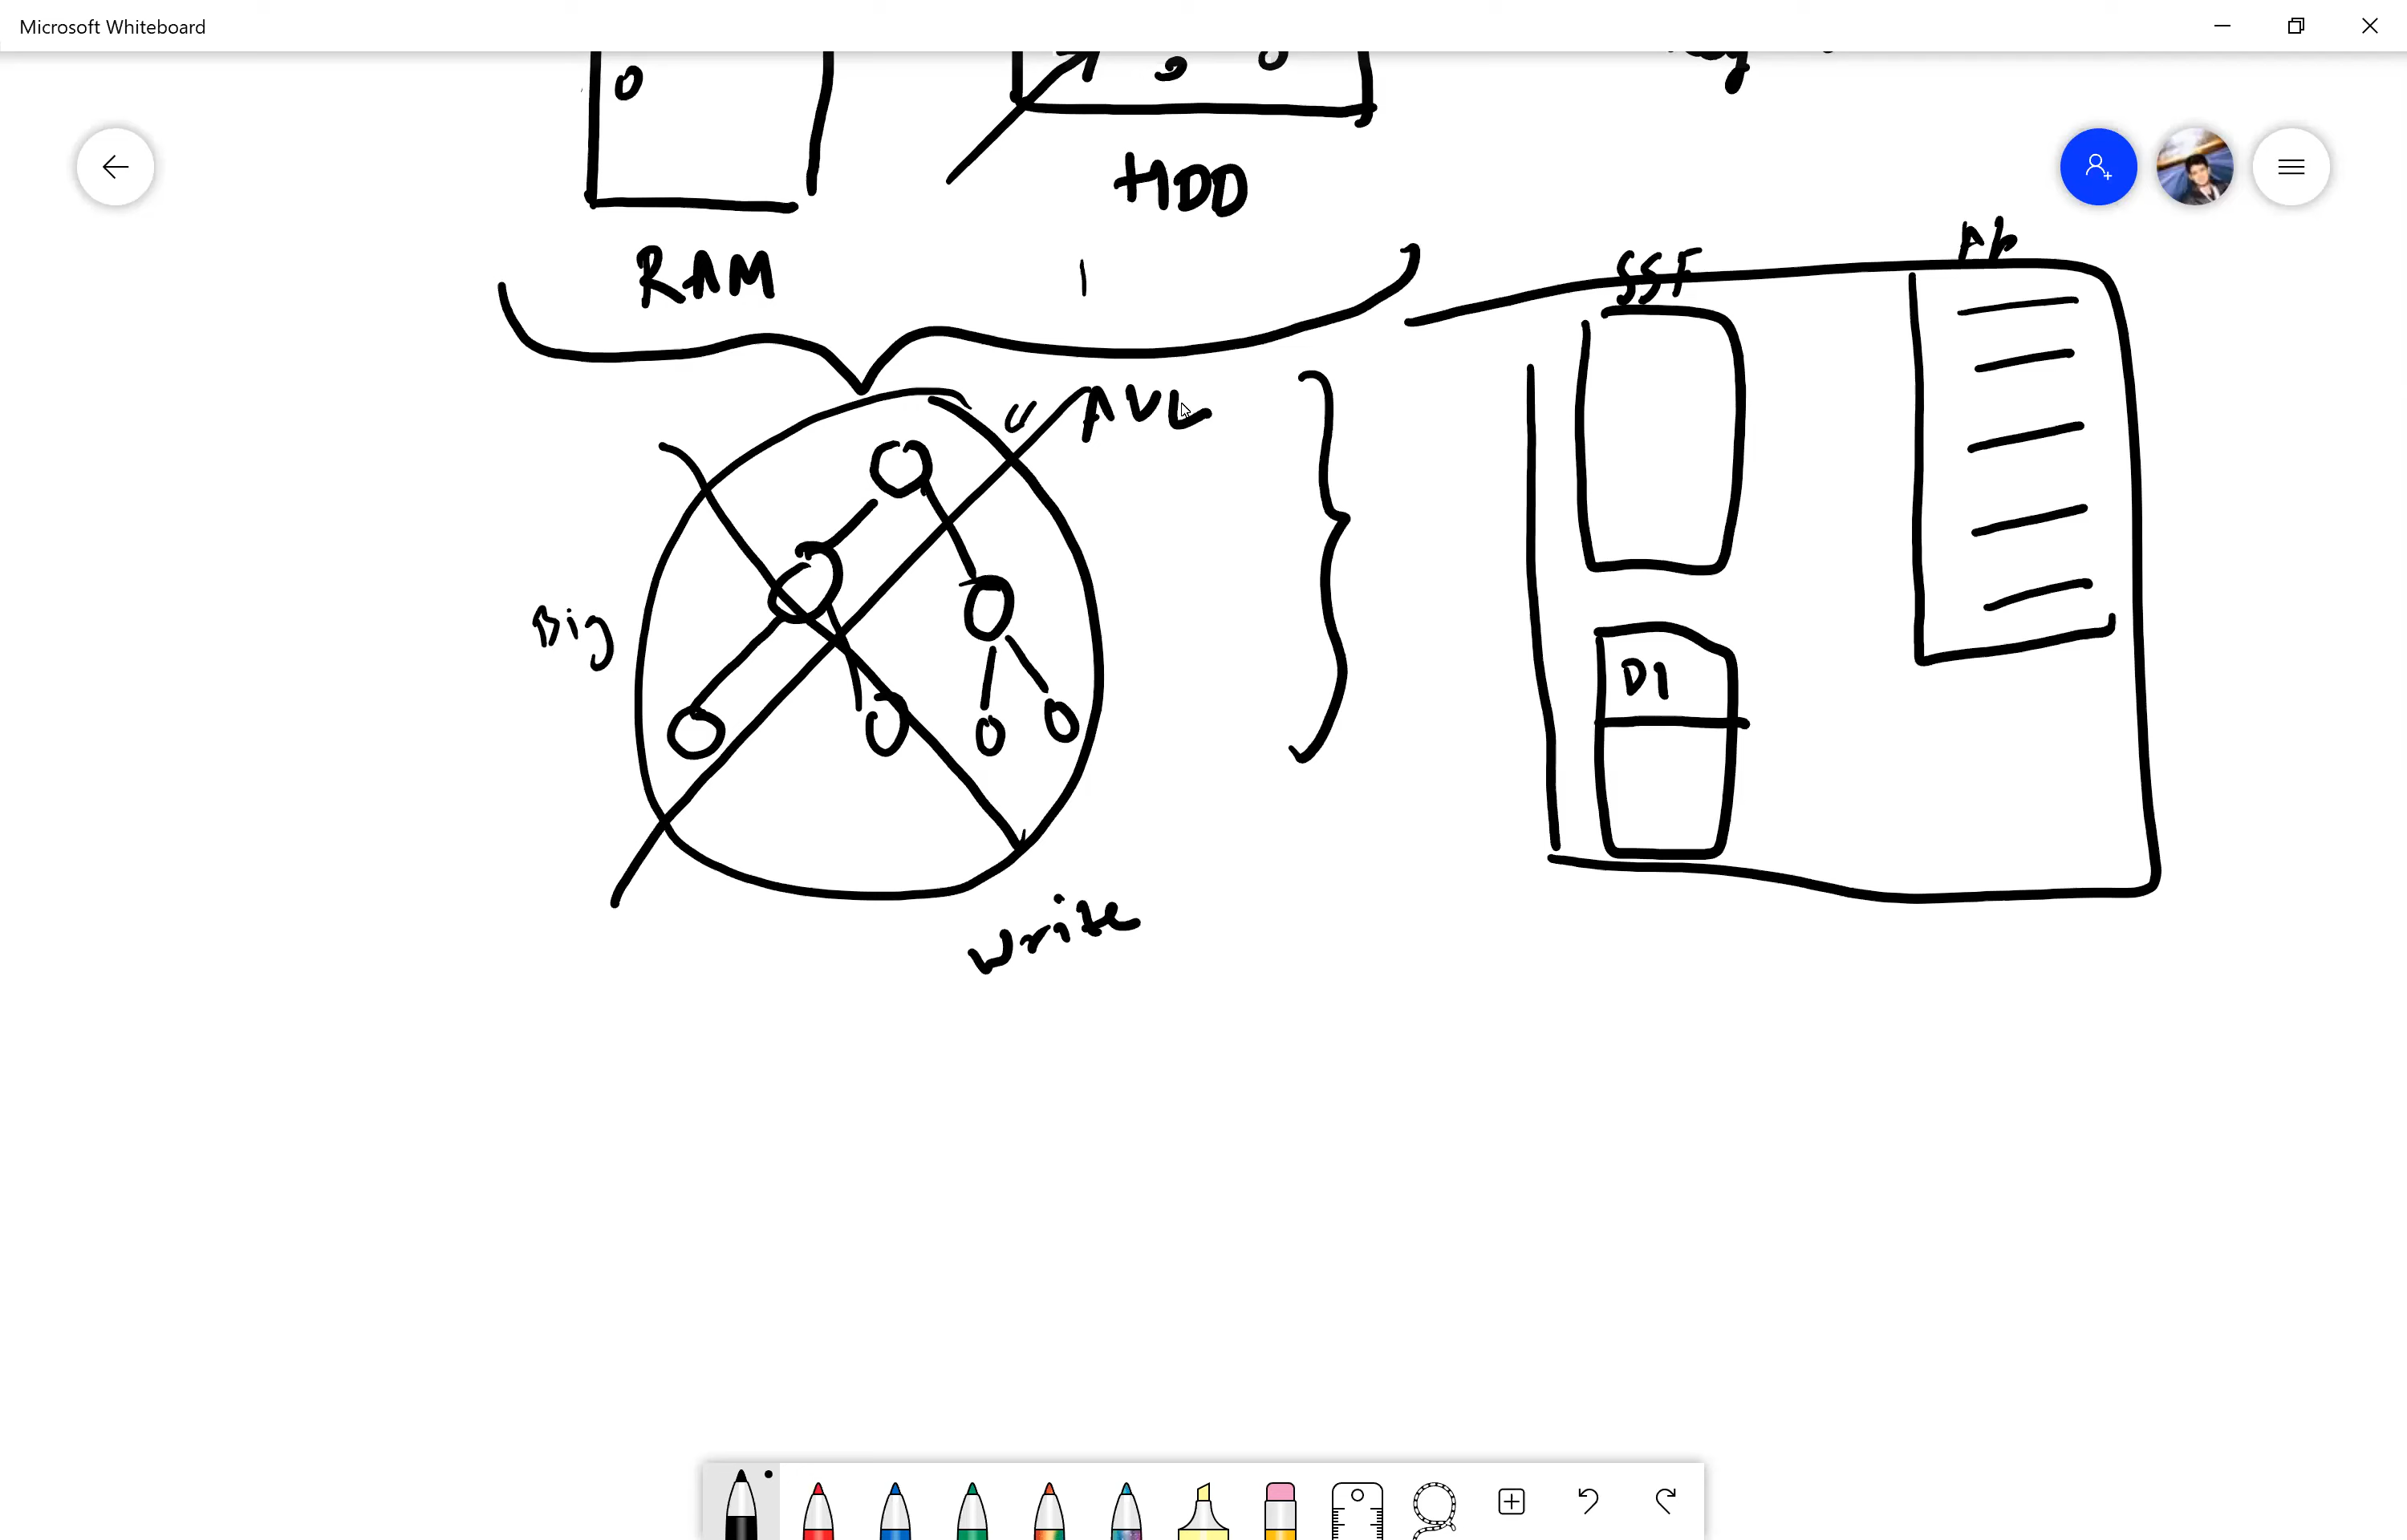 Microsoft Whiteboard
0
HDD
RAM
SSF
AVL
Big
D1
write